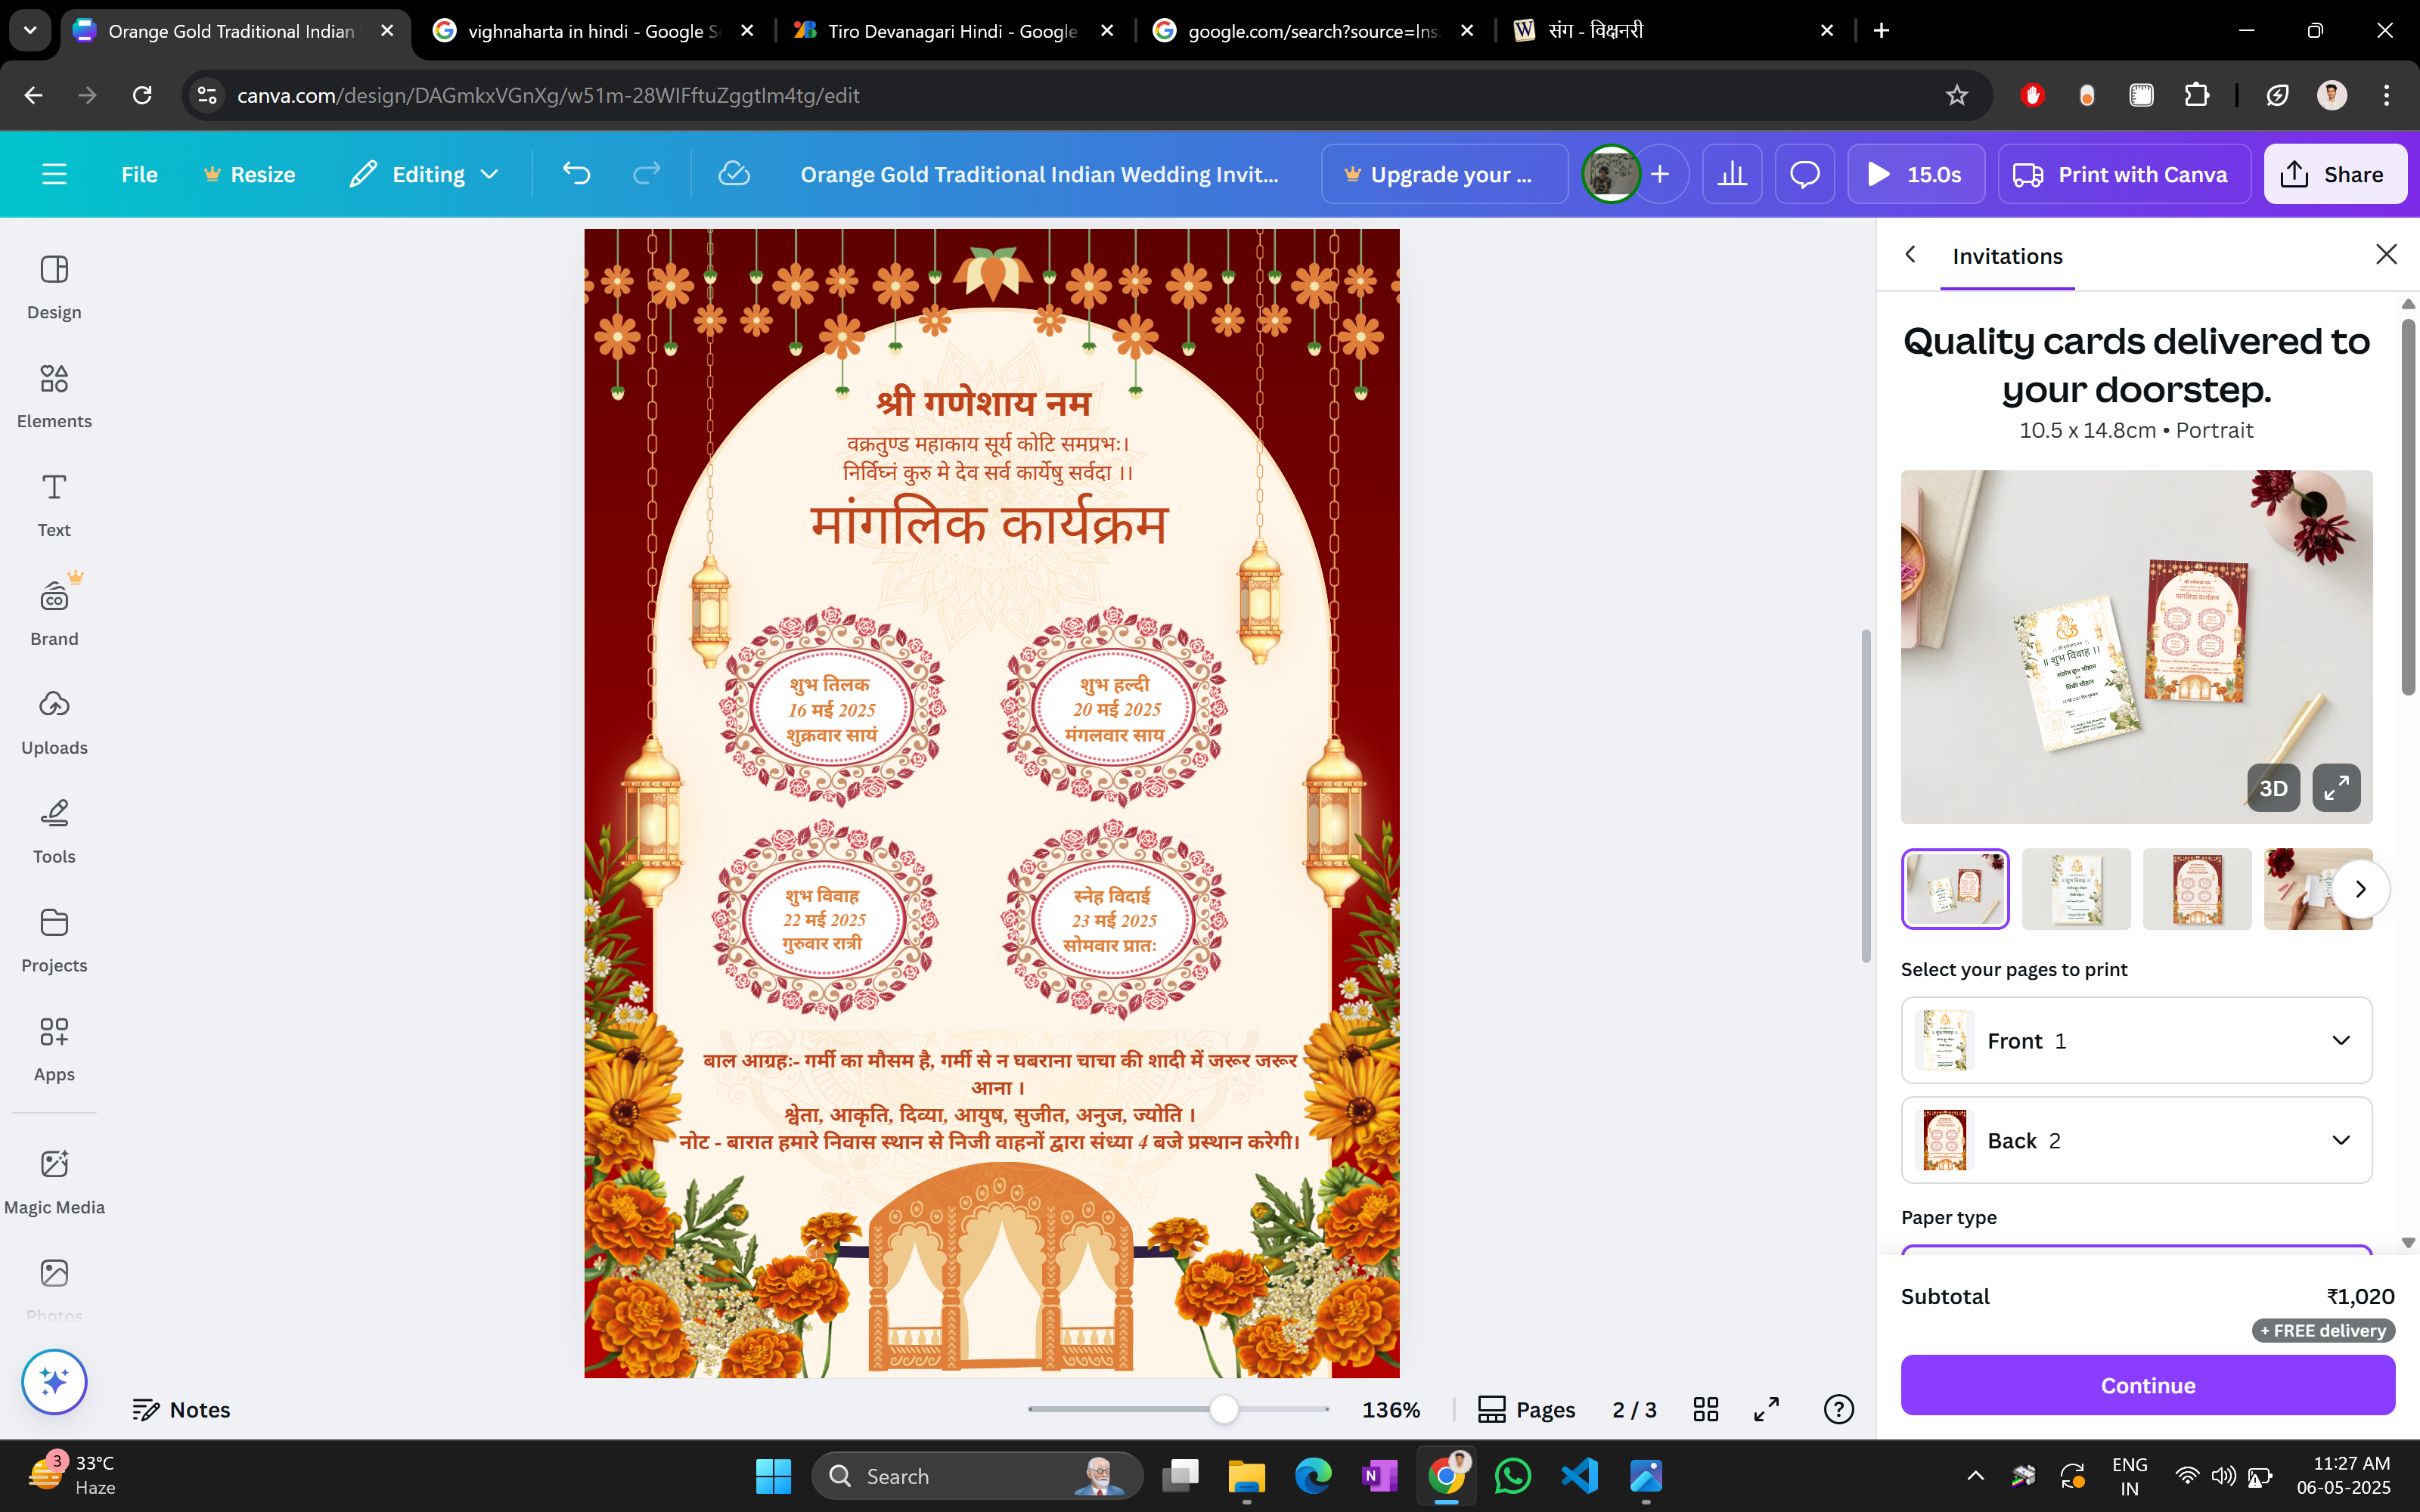 Orange Gold Traditional Indian
vighnaharta in hindi - Google S
Tiro Devanagari Hindi - Google
google.com/search?source=lns.
संग - विक्षनरी
canva.com/design/DAGmkxVGnXg/w51m-28WIFftuZggtIm4tg/edit
File
Resize
Editing
Orange Gold Traditional Indian Wedding Invit...
Upgrade your ...
15.0s
Print with Canva
Share
Design
Elements
Text
CO
Brand
Uploads
Tools
Projects
Apps
Magic Media
Photos
श्री गणेशाय नम
वक्रतुण्ड महाकाय सूर्य कोटि समप्रभः।
निर्विघ्नं कुरु मे देव सर्व कार्येषु सर्वदा ।।
मांगलिक कार्यक्रम
शुभ तिलक
16 मई 2025
शुक्रवार सायं
शुभ हल्दी
20 मई 2025
मंगलवार साय
शुभ विवाह
22 मई 2025
गुरुवार रात्री
स्नेह विदाई
23 मई 2025
सोमवार प्रातः
बाल आग्रहः- गर्मी का मौसम है, गर्मी से न घबराना चाचा की शादी में जरूर जरूर
आना ।
श्वेता, आकृति, दिव्या, आयुष, सुजीत, अनुज, ज्योति ।
नोट - बारात हमारे निवास स्थान से निजी वाहनों द्वारा संध्या 4 बजे प्रस्थान करेगी।
Invitations
Quality cards delivered to
your doorstep.
10.5 x 14.8cm • Portrait
|| शुभ विवाह ||
मांगलिक कार्यक्रम
3D
Select your pages to print
Front 1
Back 2
Paper type
Subtotal
₹1,020
+ FREE delivery
Continue
Notes
136%
Pages
2 / 3
3
33°C
Haze
Search
N
ENG
IN
11:27 AM
06-05-2025